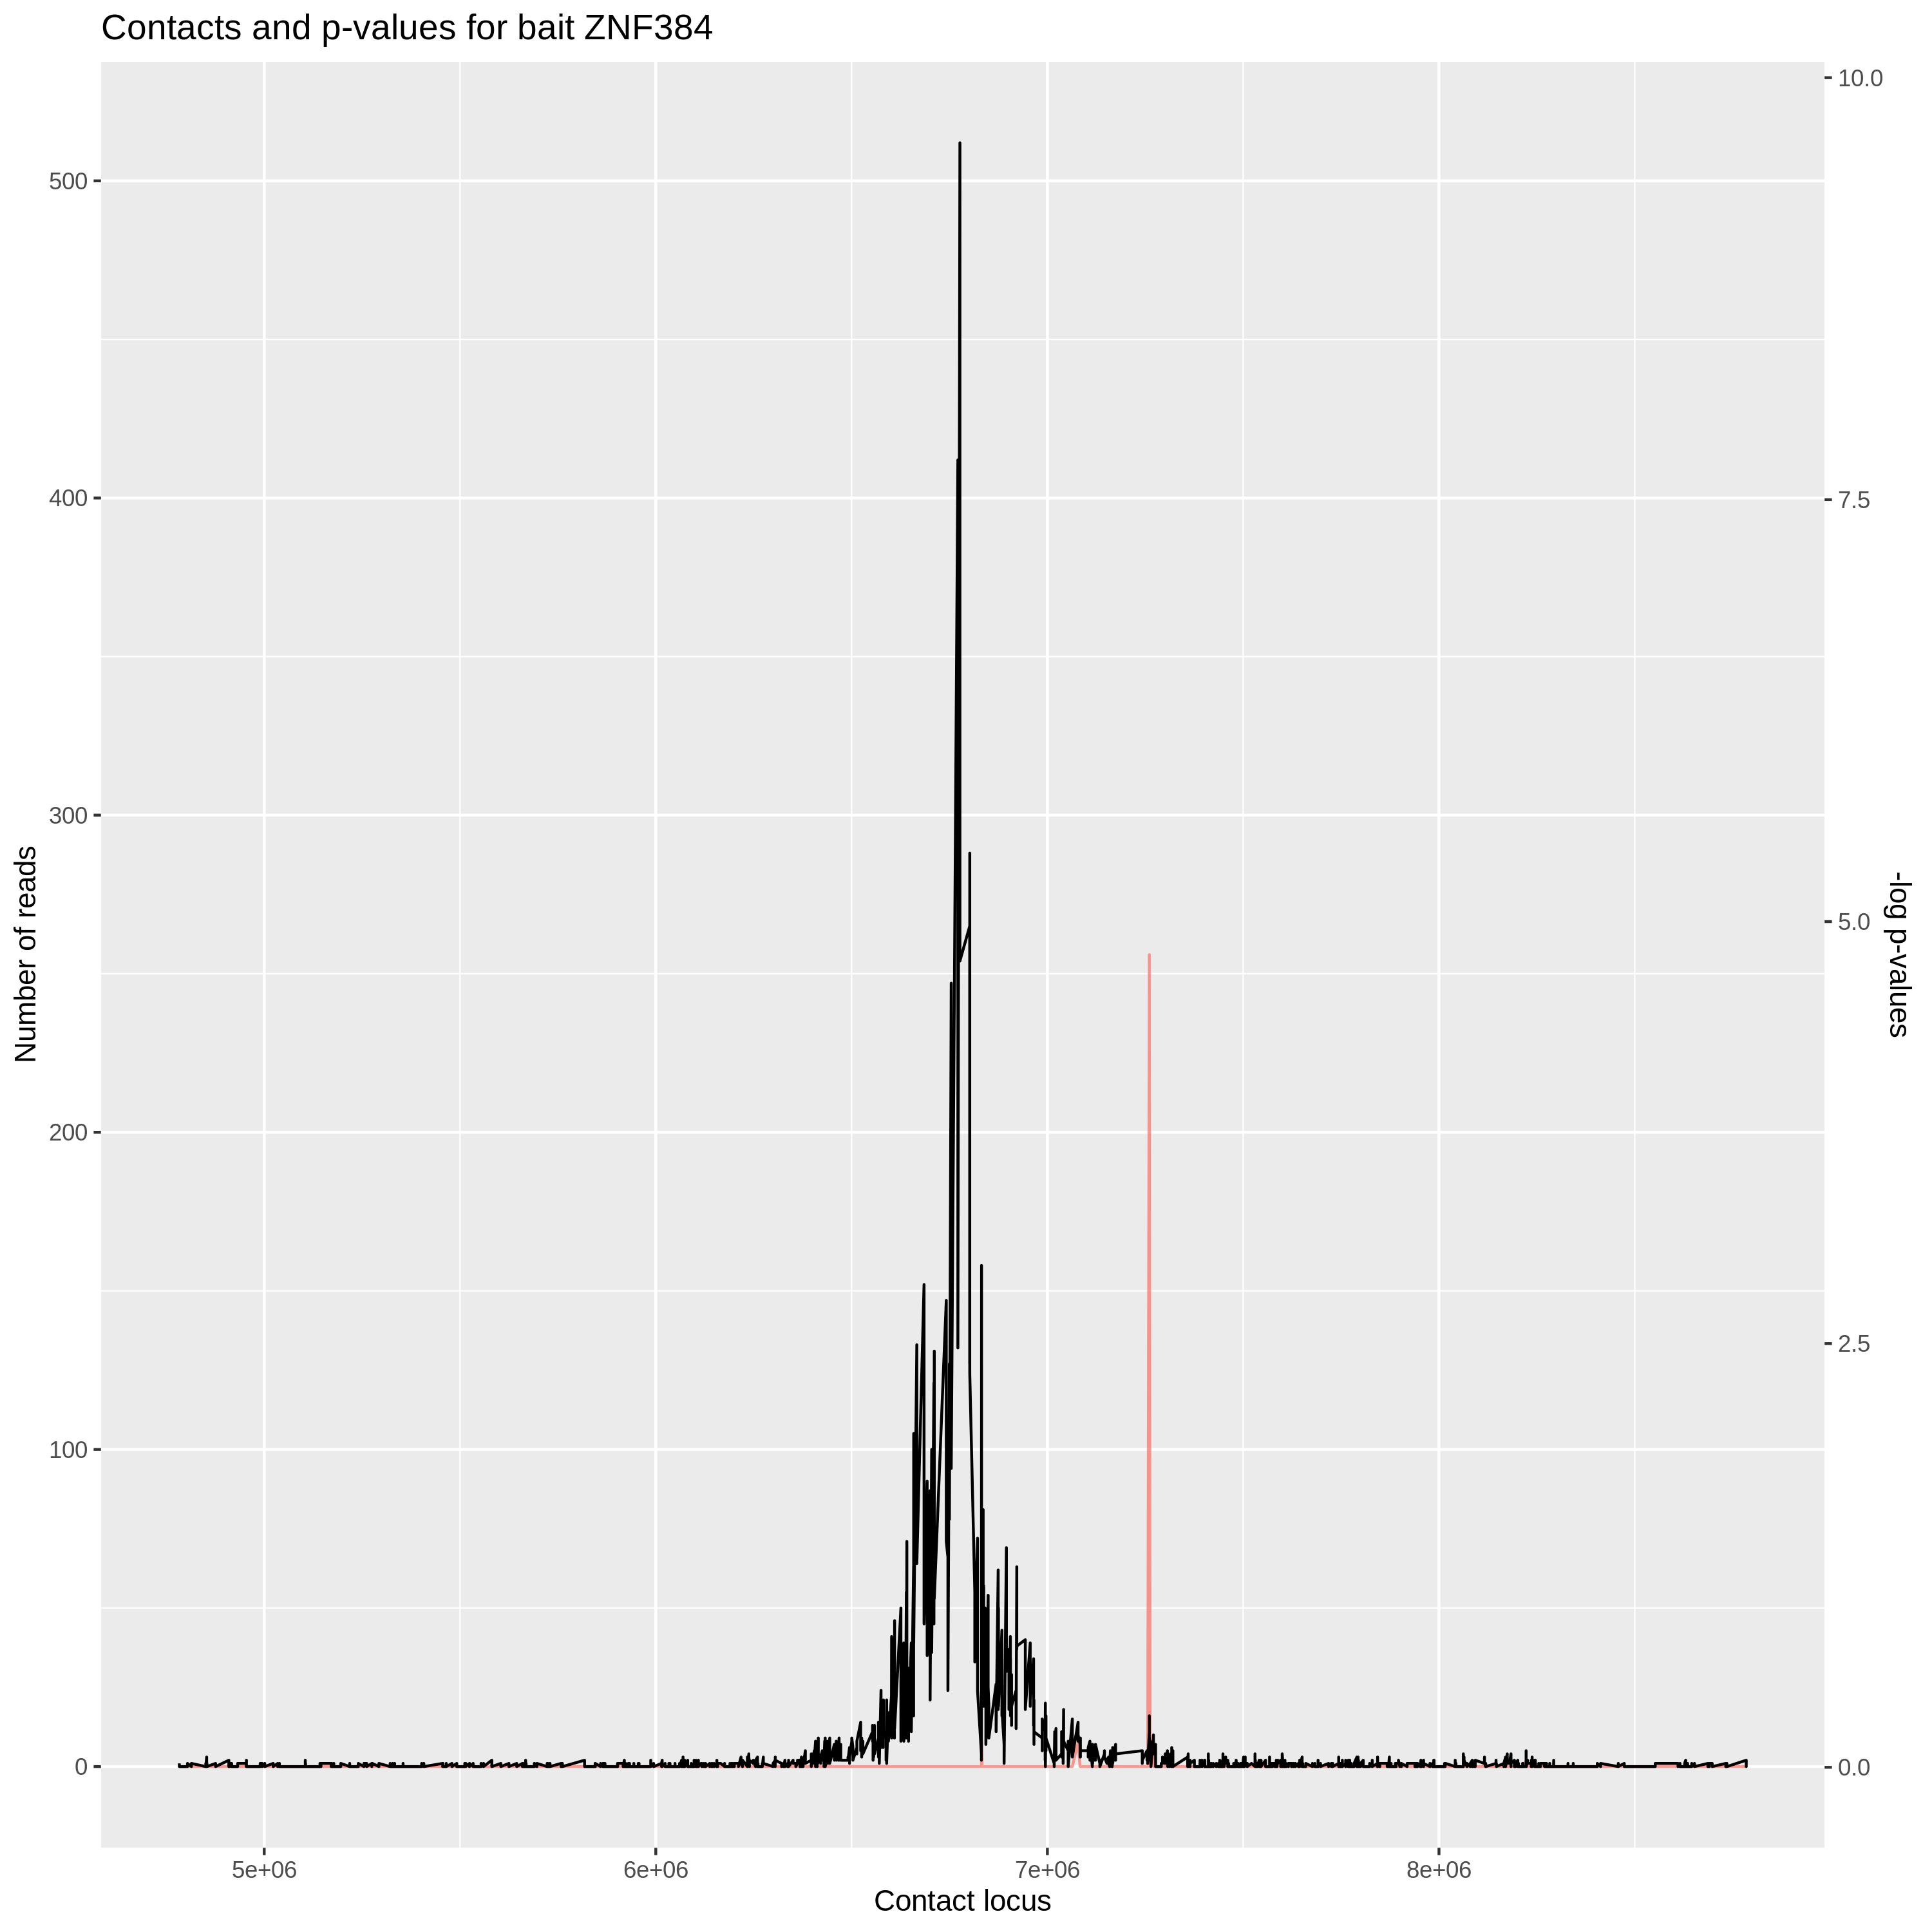 Contacts and p-values for bait ZNF384
10.0
500
400
7.5
300
Number of reads
5.0
-log p-values
200
2.5
100
0
0.0
5e+06
6e+06
7e+06
8e+06
Contact locus